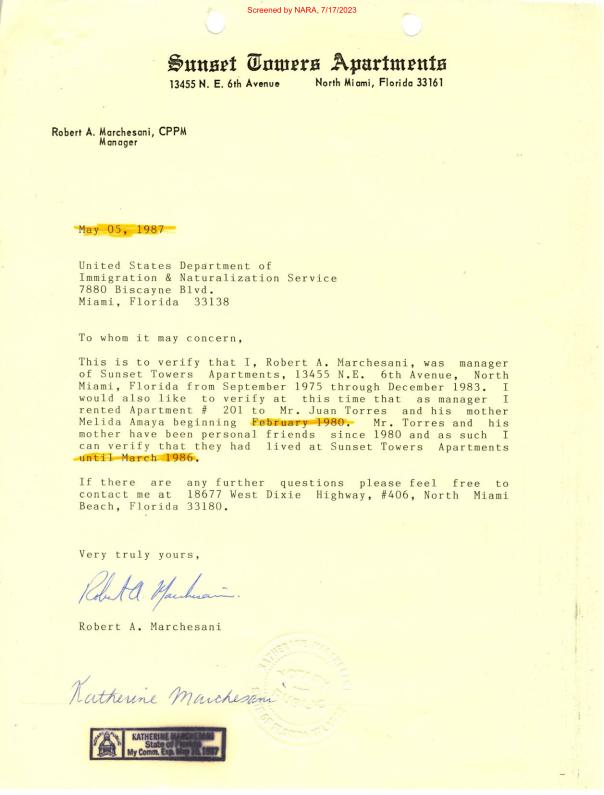 Screened by NARA, 7/17/2023
Sunset Towers Apartments
13455 N. E. 6th Avenue North Miami, Florida 33161
Robert A. Marchesani, CPPM
Manager
May 05, 1987
United States Department of
Immigration & Naturalization Service
7880 Biscayne Blvd.
Miami, Florida 33138
To whom it may concern,
This is to verify that I, Robert A. Marchesani, was manager
of Sunset Towers Apartments, 13455 N.E. 6th Avenue, North
Miami, Florida from September 1975 through December 1983. I
would also like to verify at this time that as manager I
rented Apartment # 201 to Mr. Juan Torres and his mother
Melida Amaya beginning February 1980. Mr. Torres and his
mother have been personal friends since 1980 and as such I
can verify that they had lived at Sunset Towers Apartments
until March 1986.
If there are any further questions please feel free to
contact me at 18677 West Dixie Highway, #406, North Miami
Beach, Florida 33180.
Very truly yours,
Robert A. Marchesani
Robert A. Marchesani
Katherine Marchesani
KATHERINE MARCHESANI
State of Florida
My Comm. Exp.